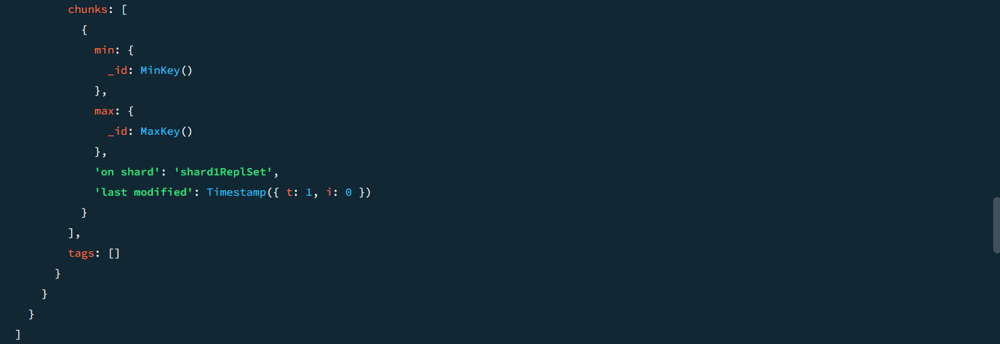 chunks: [
{
min: {
_id: MinKey()
},
max: {
_id: MaxKey()
},
'on shard': 'shard1ReplSet',
'last modified': Timestamp({ t: 1, i: 0 })
}
],
tags: []
}
}
}
]